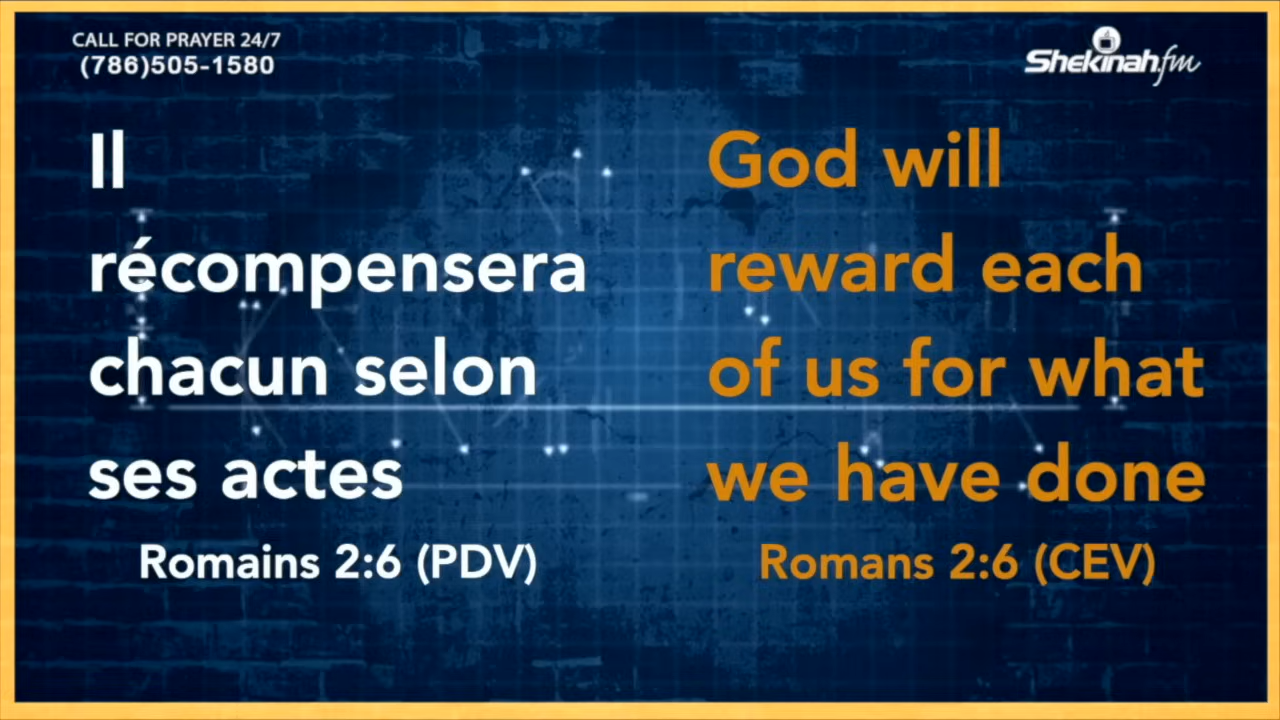 CALL FOR PRAYER 24/7
(786)505-1580
Shekinah.fm
Il
récompensera
chacun selon
ses actes
Romains 2:6 (PDV)
God will
reward each
of us for what
we have done
Romans 2:6 (CEV)